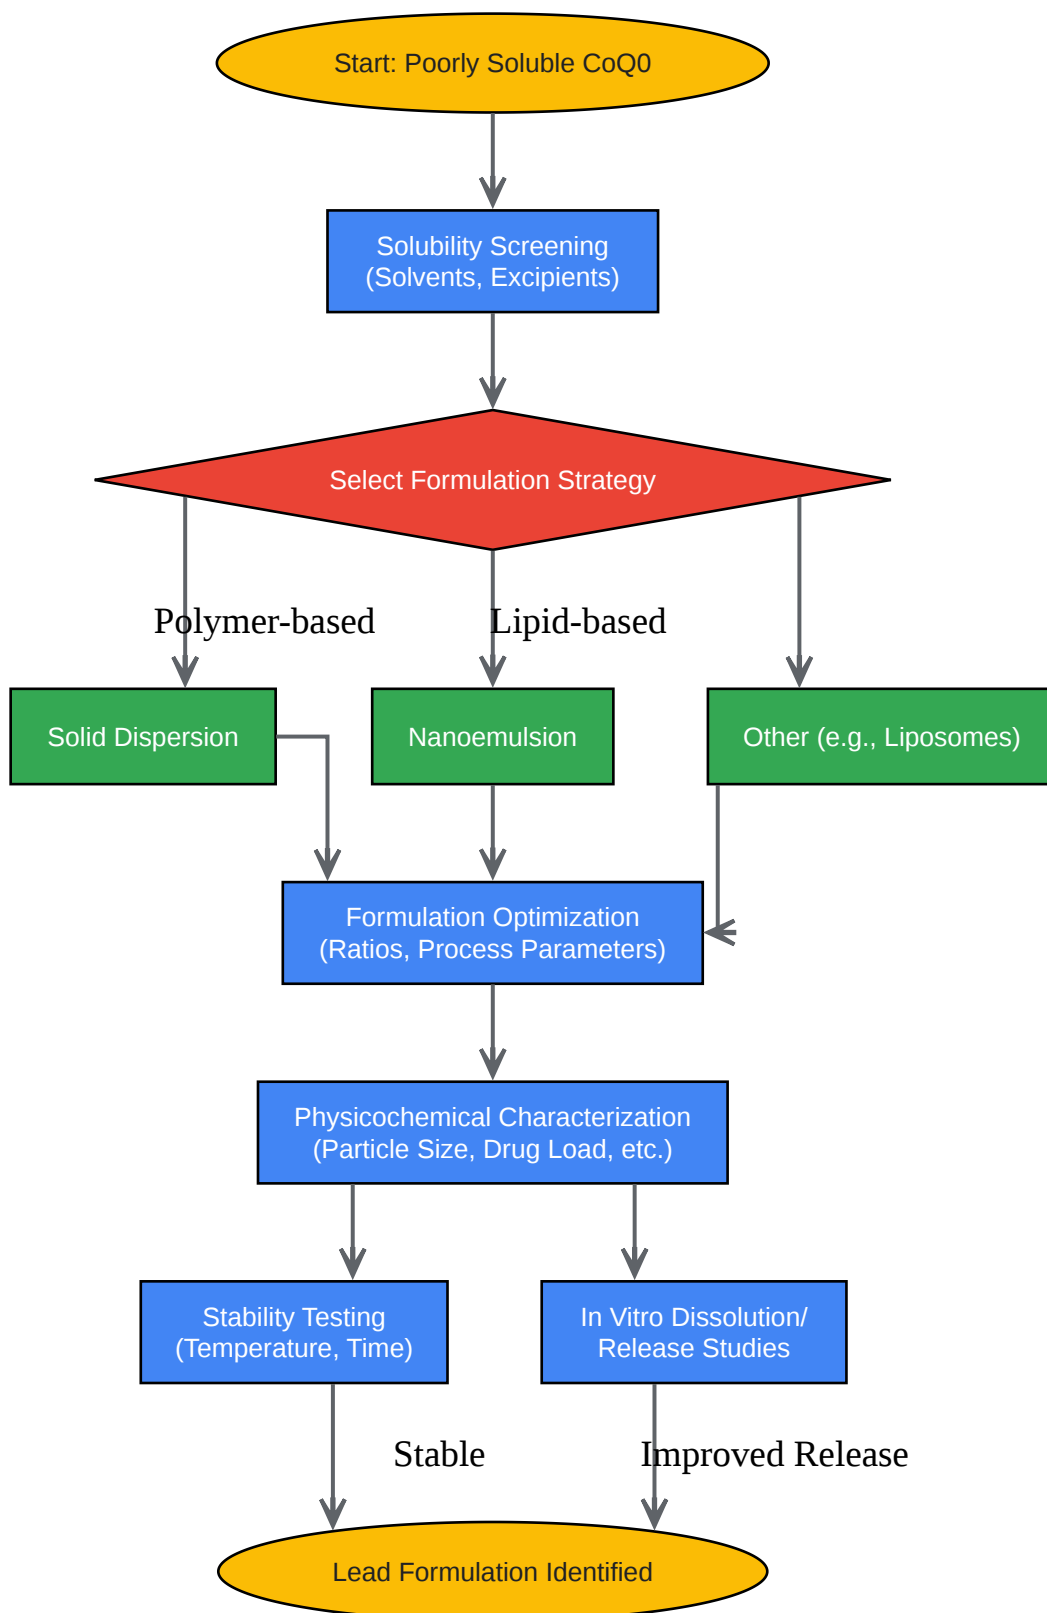 Start: Poorly Soluble CoQ0
Solubility Screening
(Solvents, Excipients)
Select Formulation Strategy
Polymer-based
Lipid-based
Solid Dispersion
Nanoemulsion
Other (e.g., Liposomes)
Formulation Optimization
(Ratios, Process Parameters)
Physicochemical Characterization
(Particle Size, Drug Load, etc.)
Stability Testing
(Temperature, Time)
In Vitro Dissolution/
Release Studies
Stable
Improved Release
Lead Formulation Identified